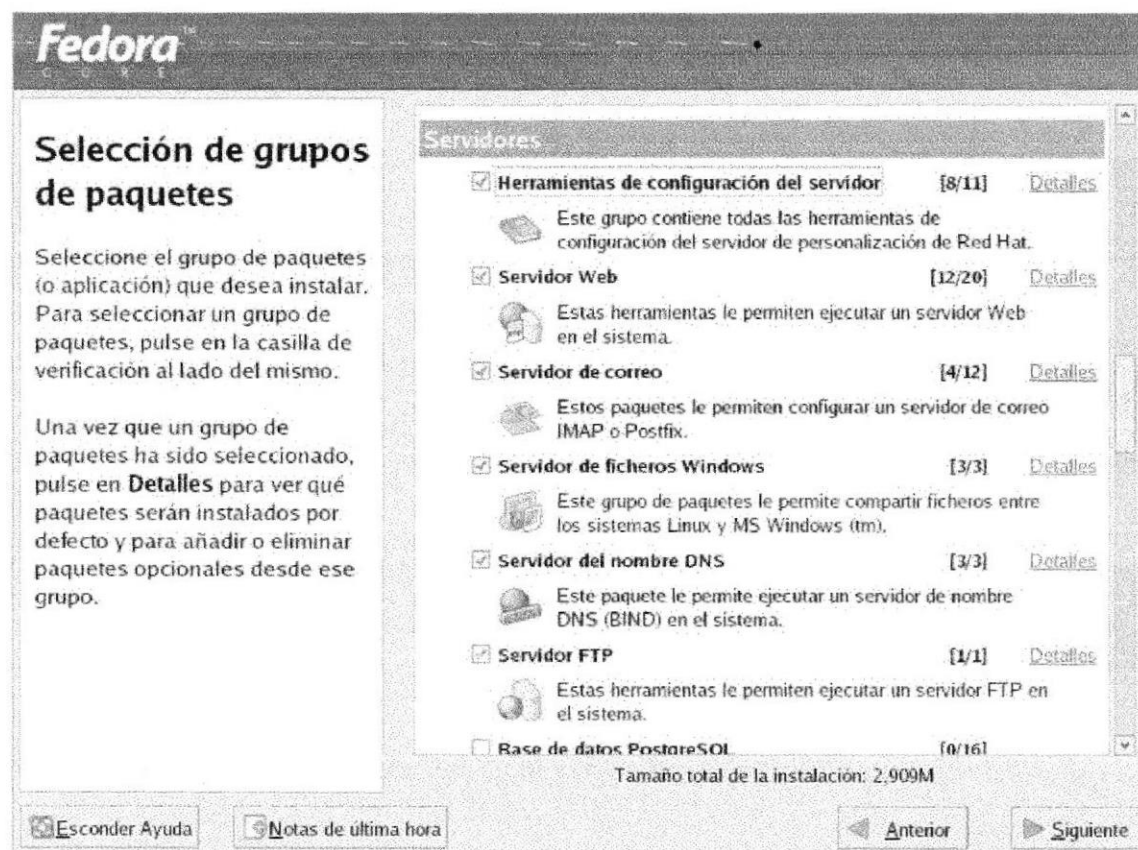 Fedora™
CORE
Selección de grupos
de paquetes
Seleccione el grupo de paquetes
(o aplicación) que desea instalar.
Para seleccionar un grupo de
paquetes, pulse en la casilla de
verificación al lado del mismo.
Una vez que un grupo de
paquetes ha sido seleccionado,
pulse en Detalles para ver qué
paquetes serán instalados por
defecto y para añadir o eliminar
paquetes opcionales desde ese
grupo.
Servidores
Herramientas de configuración del servidor [8/11] Detalles
Este grupo contiene todas las herramientas de
configuración del servidor de personalización de Red Hat.
Servidor Web [12/20] Detalles
Estas herramientas le permiten ejecutar un servidor Web
en el sistema.
Servidor de correo [4/12] Detalles
Estos paquetes le permiten configurar un servidor de correo
IMAP o Postfix.
Servidor de ficheros Windows [3/3] Detalles
Este grupo de paquetes le permite compartir ficheros entre
los sistemas Linux y MS Windows (tm).
Servidor del nombre DNS [3/3] Detalles
Este paquete le permite ejecutar un servidor de nombre
DNS (BIND) en el sistema.
Servidor FTP [1/1] Detalles
Estas herramientas le permiten ejecutar un servidor FTP en
el sistema.
Base de datos PostgreSQL [0/16]
Tamaño total de la instalación: 2,909M
Esconder Ayuda
Notas de última hora
Anterior
Siguiente